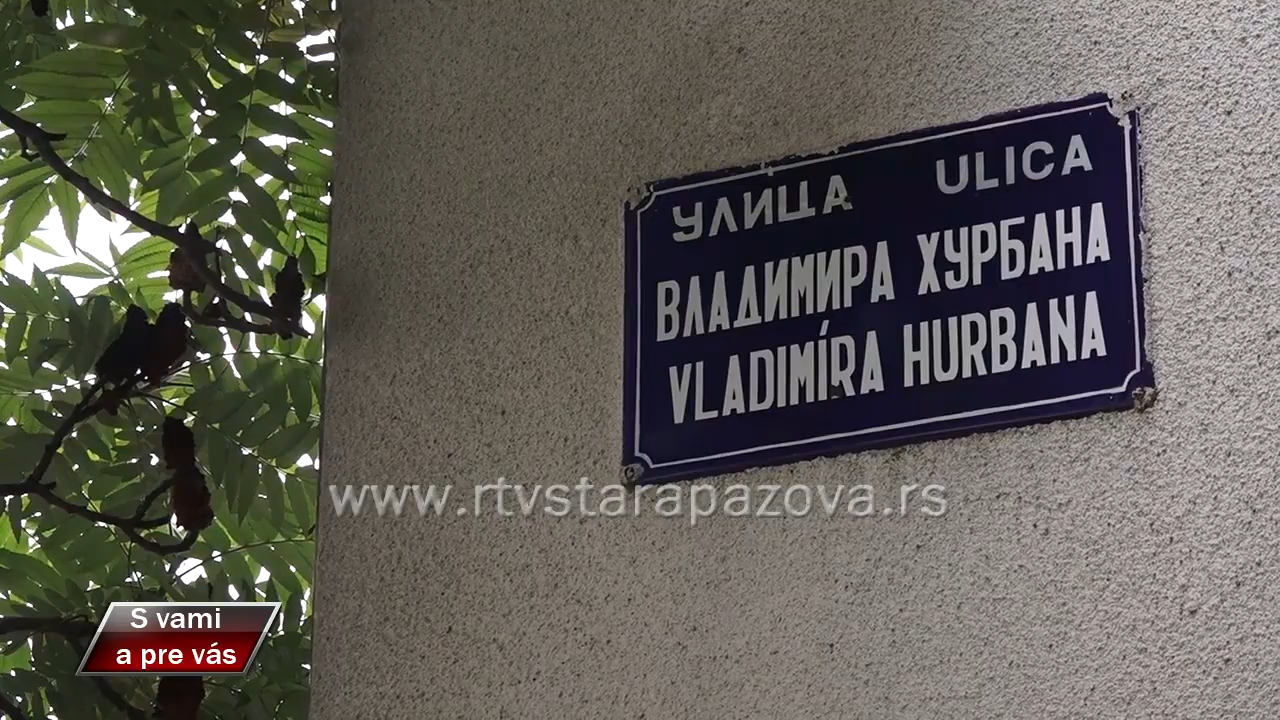 УЛИЦА ULICA
ВЛАДИМИРА ХУРБАНА
VLADIMÍRA HURBANA
www.rtvstarapazova.rs
S vami
a pre vás